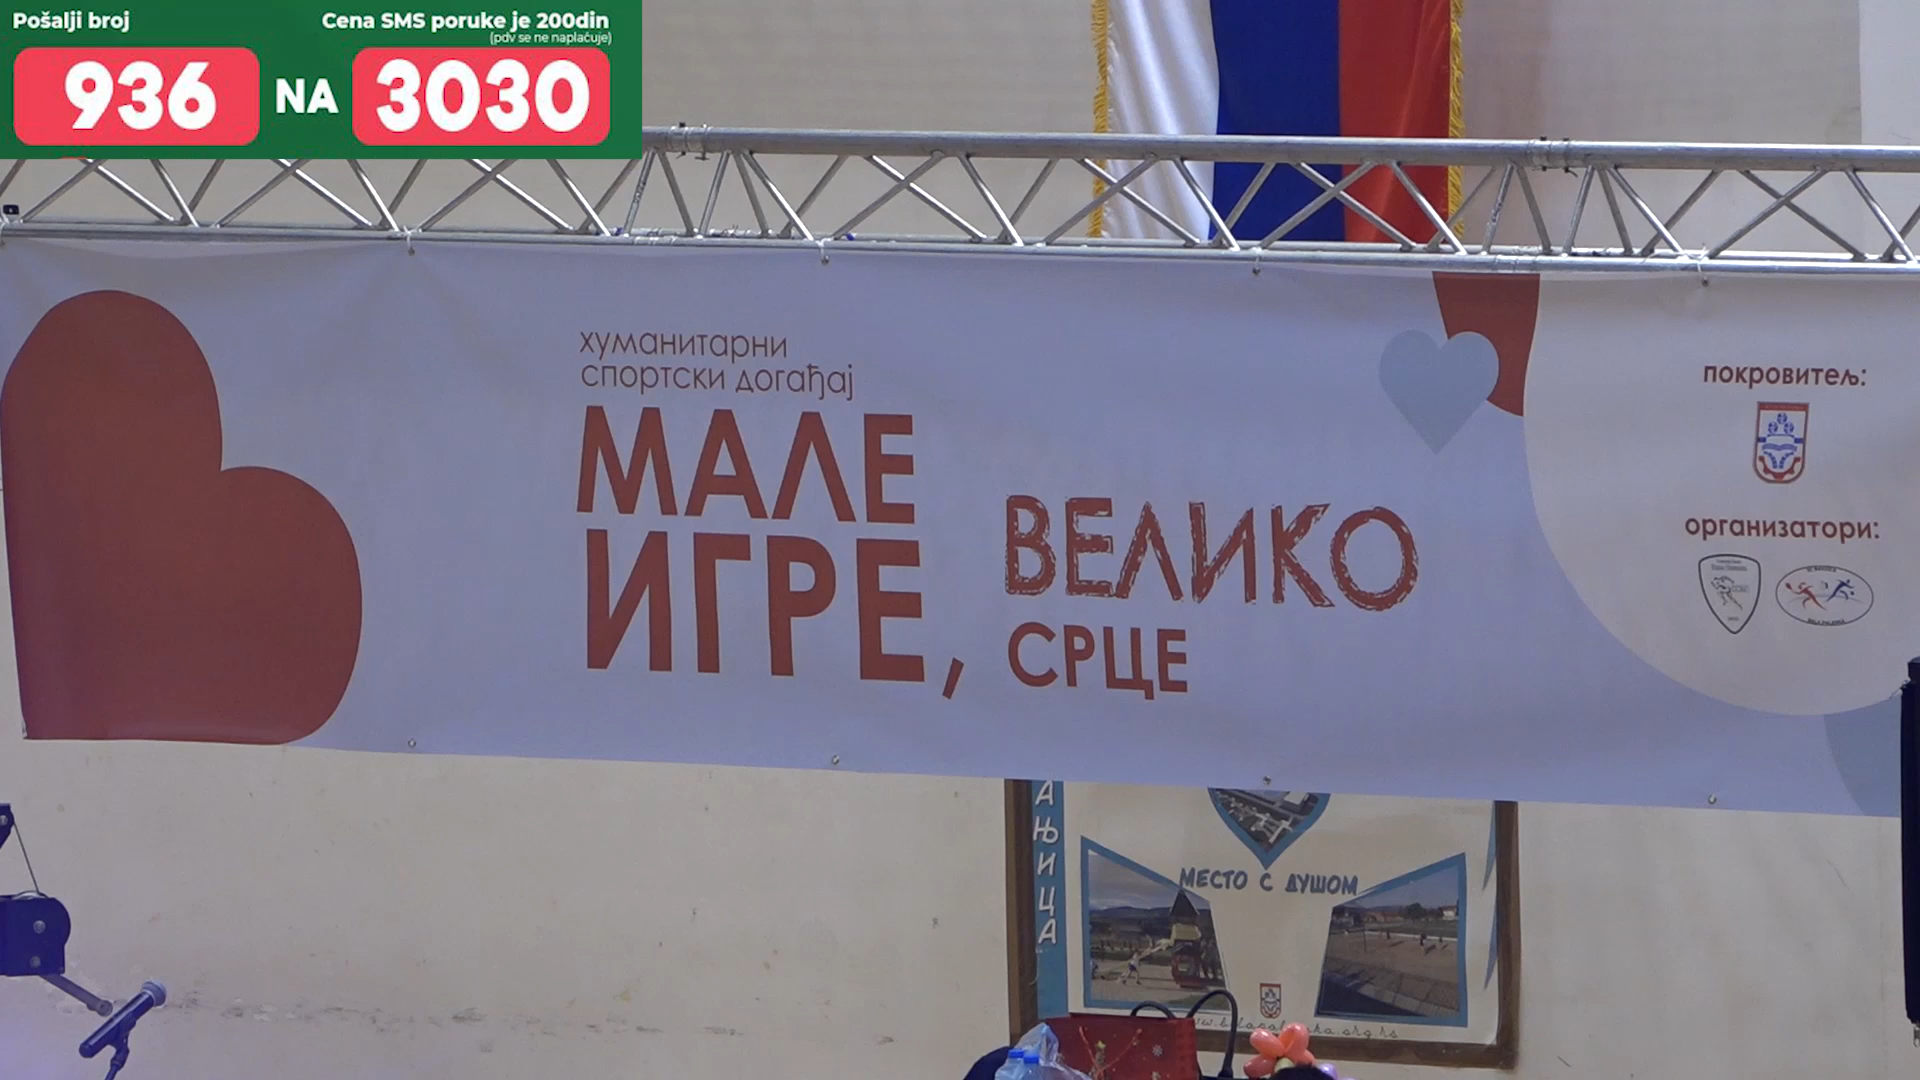 Pošalji broj
Cena SMS poruke je 200din
(pdv se ne naplaćuje)
936 NA 3030
хуманитарни
спортски догађај
МАЛЕ
ИГРЕ,
ВЕЛИКО
СРЦЕ
покровитељ:
организатори:
АЊИЦА
МЕСТО С ДУШОМ